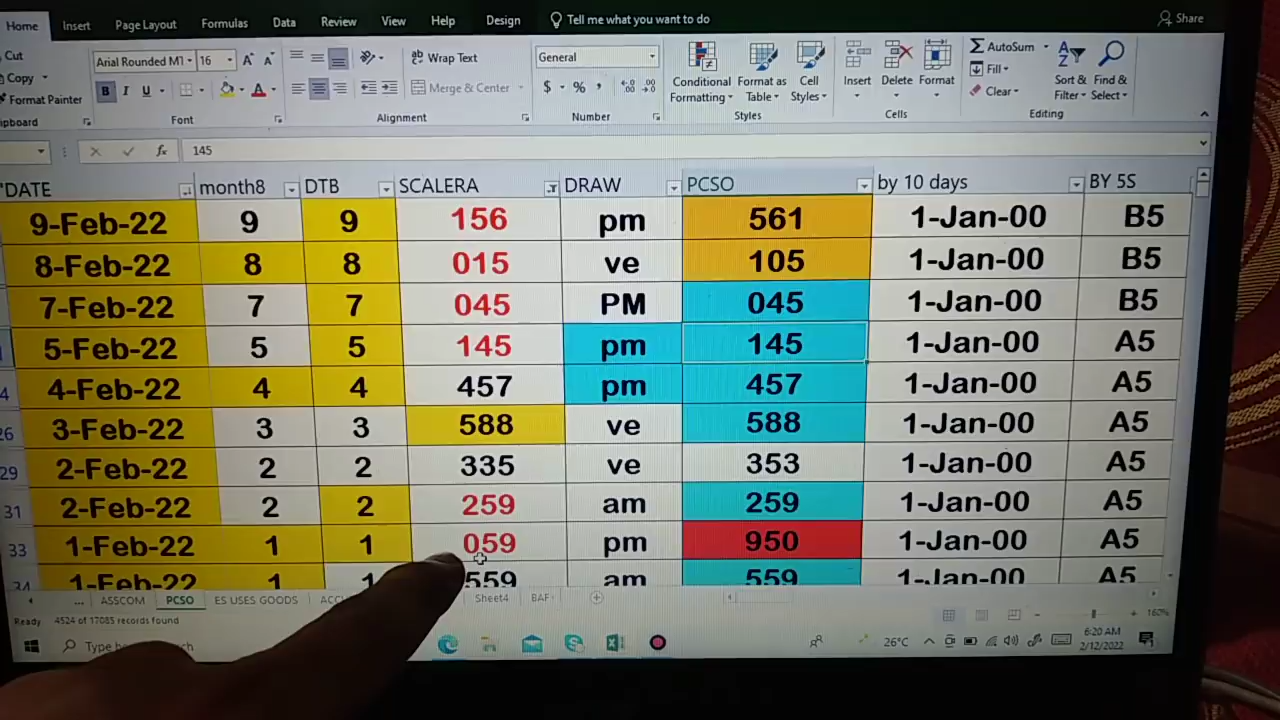 Home Insert Page Layout Formulas Data Review View Help Design Tell me what you want to do Share
Cut
Copy
Format Painter
Arial Rounded MT 16
B I U
Wrap Text
Merge & Center
General
$ % ,
Conditional Formatting
Format as Table
Cell Styles
Insert Delete Format
AutoSum
Fill
Clear
Sort & Filter
Find & Select
Font Alignment Number Styles Cells Editing
fx 145
DATE month8 DTB SCALERA DRAW PCSO by 10 days BY 5S
9-Feb-22 9 9 156 pm 561 1-Jan-00 B5
8-Feb-22 8 8 015 ve 105 1-Jan-00 B5
7-Feb-22 7 7 045 PM 045 1-Jan-00 B5
5-Feb-22 5 5 145 pm 145 1-Jan-00 A5
4-Feb-22 4 4 457 pm 457 1-Jan-00 A5
26 3-Feb-22 3 3 588 ve 588 1-Jan-00 A5
29 2-Feb-22 2 2 335 ve 353 1-Jan-00 A5
31 2-Feb-22 2 2 259 am 259 1-Jan-00 A5
33 1-Feb-22 1 1 059 pm 950 1-Jan-00 A5
34 1-Feb-22 1 1 559 am 559 1-Jan-00 A5
... ASSCOM PCSO ES USES GOODS Sheet4 BAF
Ready 4524 of 17085 records found 160%
Type here 26°C 6:20 AM
2/12/2022